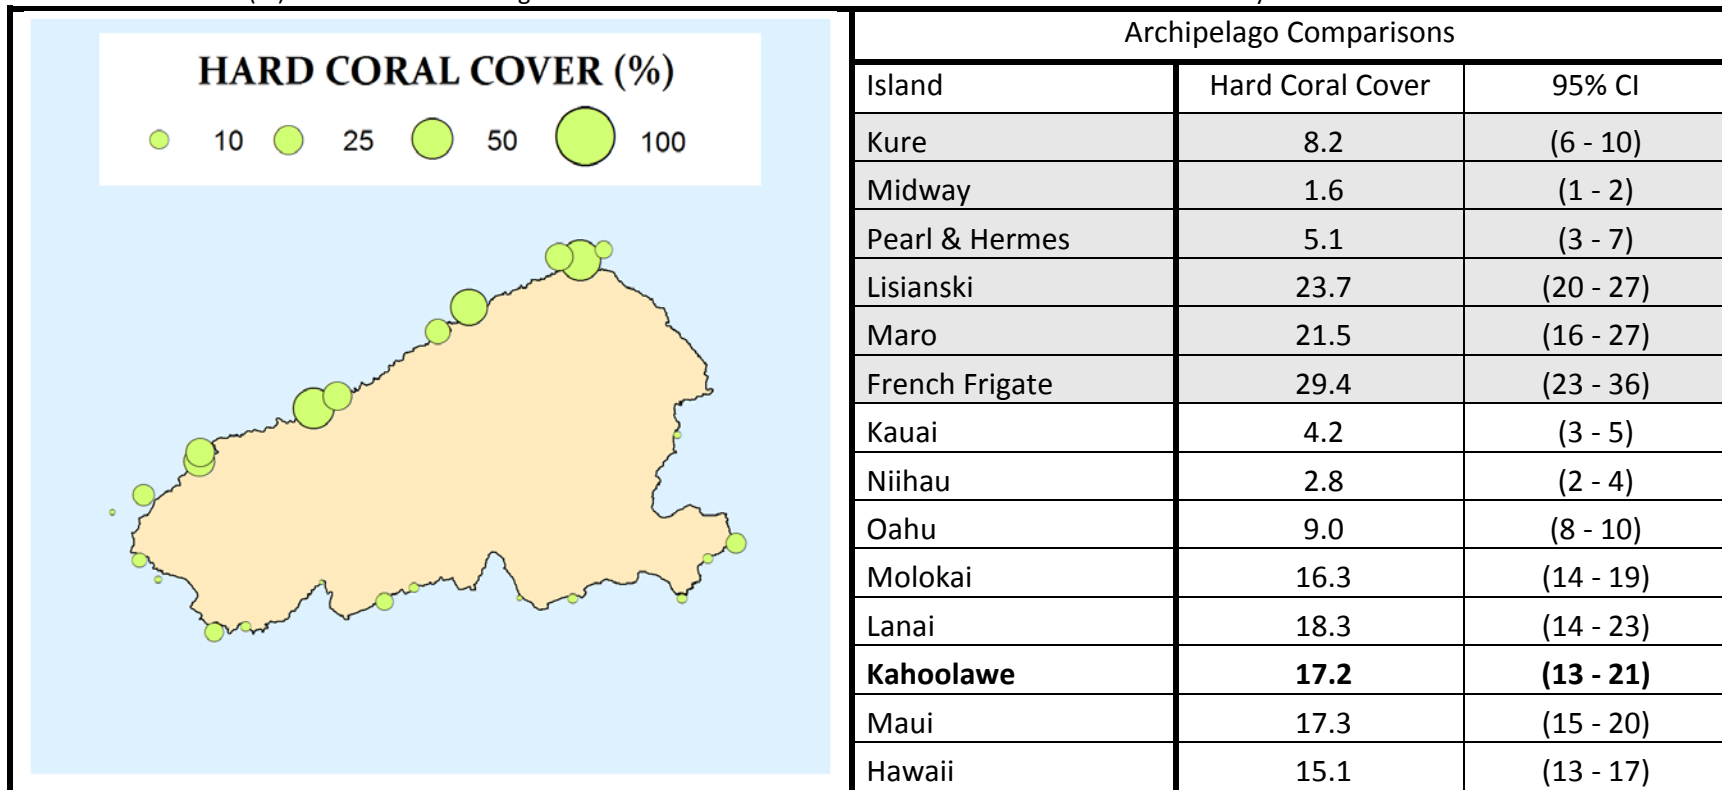 HARD CORAL COVER (%)
10 25 50 100
Archipelago Comparisons
Island Hard Coral Cover 95% CI
Kure 8.2 (6 - 10)
Midway 1.6 (1 - 2)
Pearl & Hermes 5.1 (3 - 7)
Lisianski 23.7 (20 - 27)
Maro 21.5 (16 - 27)
French Frigate 29.4 (23 - 36)
Kauai 4.2 (3 - 5)
Niihau 2.8 (2 - 4)
Oahu 9.0 (8 - 10)
Molokai 16.3 (14 - 19)
Lanai 18.3 (14 - 23)
Kahoolawe 17.2 (13 - 21)
Maui 17.3 (15 - 20)
Hawaii 15.1 (13 - 17)